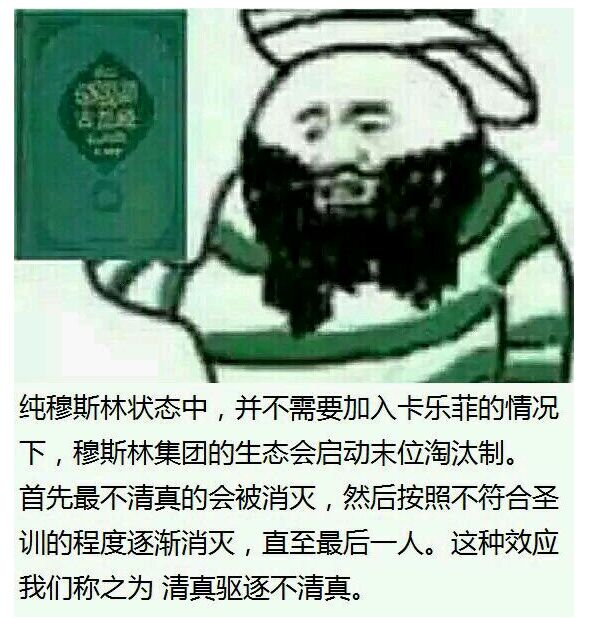 纯穆斯林状态中，并不需要加入卡乐菲的情况
下，穆斯林集团的生态会启动末位淘汰制。
首先最不清真的会被消灭，然后按照不符合圣
训的程度逐渐消灭，直至最后一人。这种效应
我们称之为 清真驱逐不清真。